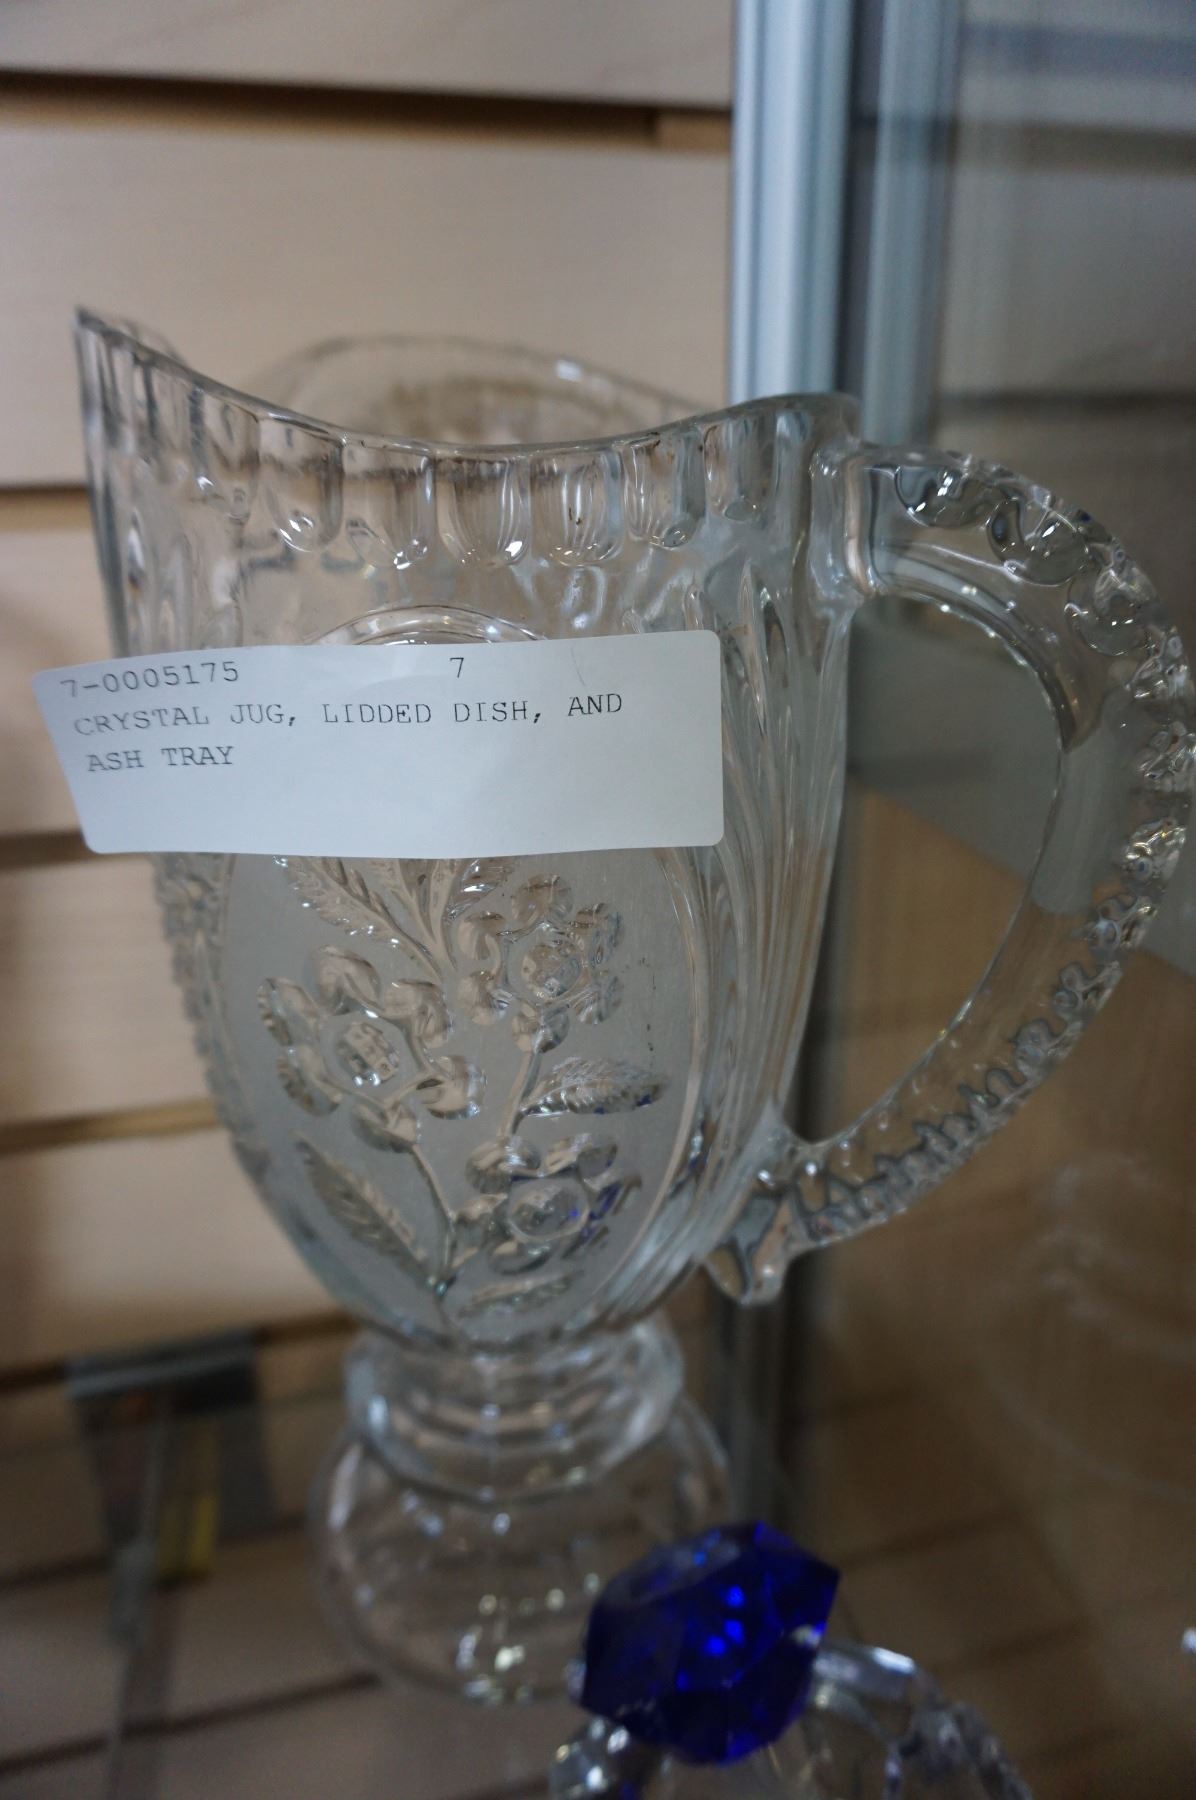 7-0005175 7
CRYSTAL JUG, LIDDED DISH, AND
ASH TRAY